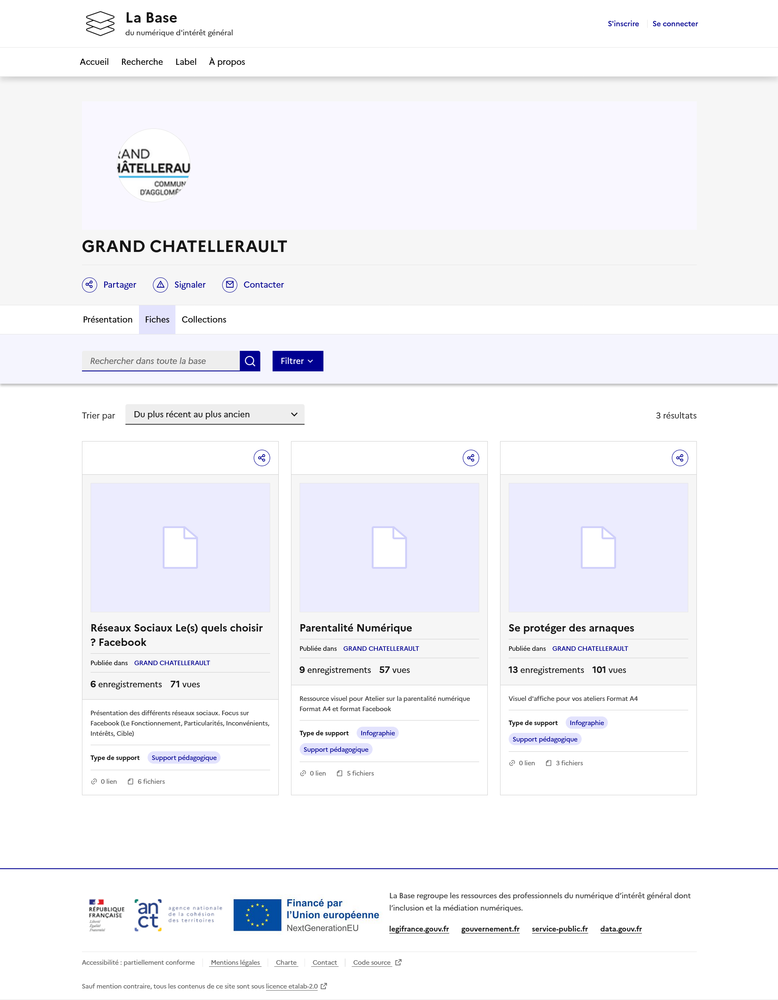 La Base
du numérique d'intérêt général
S'inscrire
Se connecter
Accueil
Recherche
Label
À propos
COMMUN
GRAND CHATELLERAULT
Partager
Signaler
Contacter
Présentation
Fiches
Collections
Rechercher dans toute la base
Filtrer
Trier par
Du plus récent au plus ancien
3 résultats
Réseaux Sociaux Le(s) quels choisir
? Facebook
Publiée dans GRAND CHATELLERAULT
6 enregistrements 71 vues
Présentation des différents réseaux sociaux. Focus sur
Facebook (Le Fonctionnement, Particularités, Inconvénients,
Intérêts, Cible)
Type de support Support pédagogique
0 lien 6 fichiers
Parentalité Numérique
Publiée dans GRAND CHATELLERAULT
9 enregistrements 57 vues
Ressource visuel pour Atelier sur la parentalité numérique
Format A4 et format Facebook
Type de support Infographie
Support pédagogique
0 lien 5 fichiers
Se protéger des arnaques
Publiée dans GRAND CHATELLERAULT
13 enregistrements 101 vues
Visuel d'affiche pour vos ateliers Format A4
Type de support Infographie
Support pédagogique
0 lien 3 fichiers
RÉPUBLIQUE
FRANÇAISE
Liberté
Égalité
Fraternité
an
ct
agence nationale
de la cohésion
des territoires
Financé par
l'Union européenne
NextGenerationEU
La Base regroupe les ressources des professionnels du numérique d’intérêt général dont
l’inclusion et la médiation numériques.
legifrance.gouv.fr
gouvernement.fr
service-public.fr
data.gouv.fr
Accessibilité : partiellement conforme
Mentions légales
Charte
Contact
Code source
Sauf mention contraire, tous les contenus de ce site sont sous licence etalab-2.0